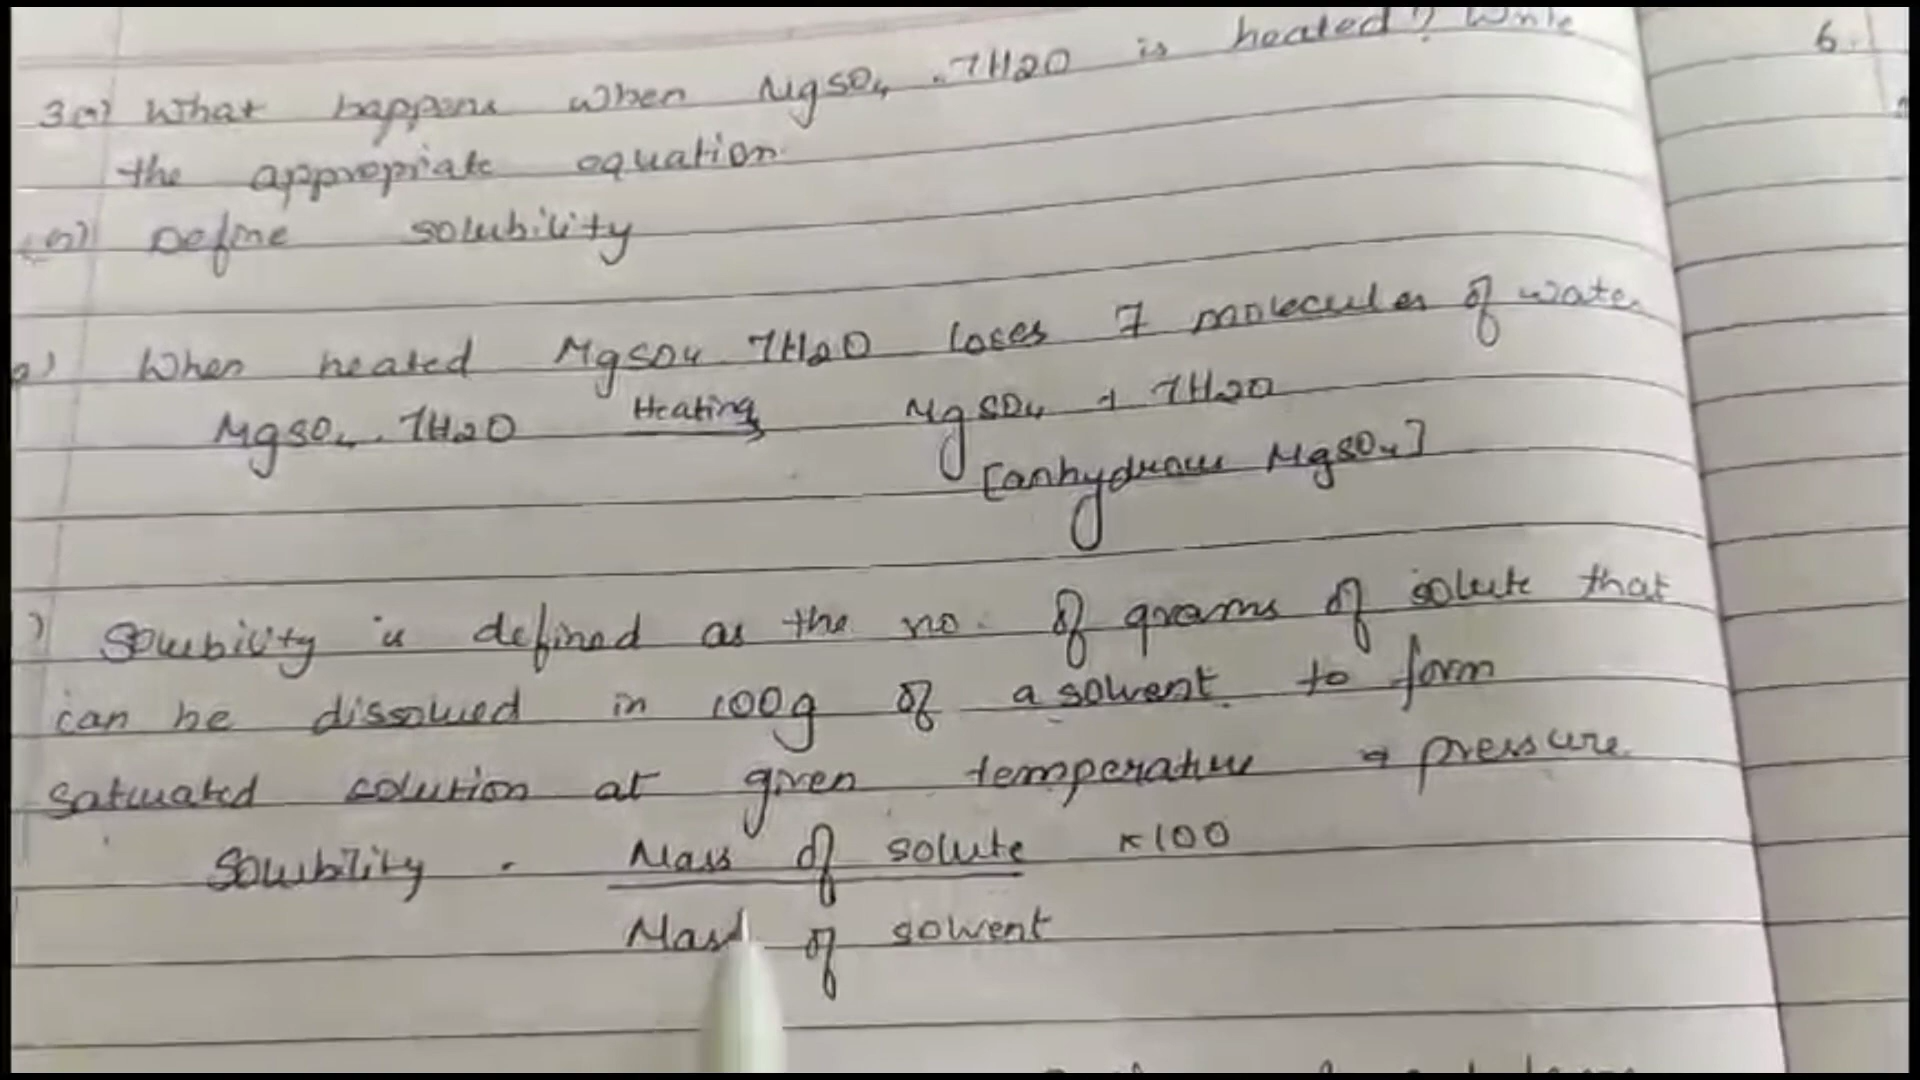 3a) What happens when MgSO4 . 7H2O is heated? Write
the appropriate equation.
Define solubility
When heated MgSO4 7H2O loses 7 molecules of water
MgSO4 . 7H2O Heating MgSO4 + 7H2O
[anhydrous MgSO4]
Solubility is defined as the no. of grams of solute that
can be dissolved in 100g of a solvent to form
saturated solution at given temperature & pressure
Solubility = Mass of solute ×100
Mass of solvent
6.